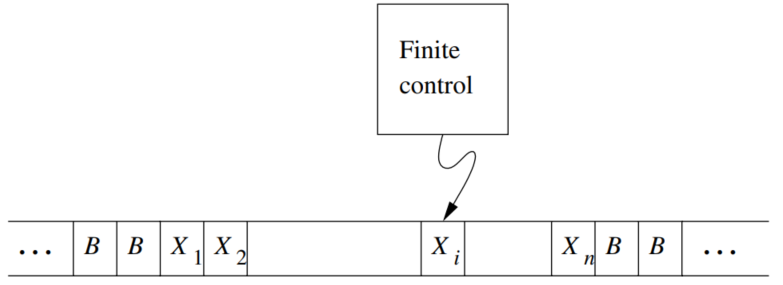 Finite
control
... B B X1 X2 Xi Xn B B ...